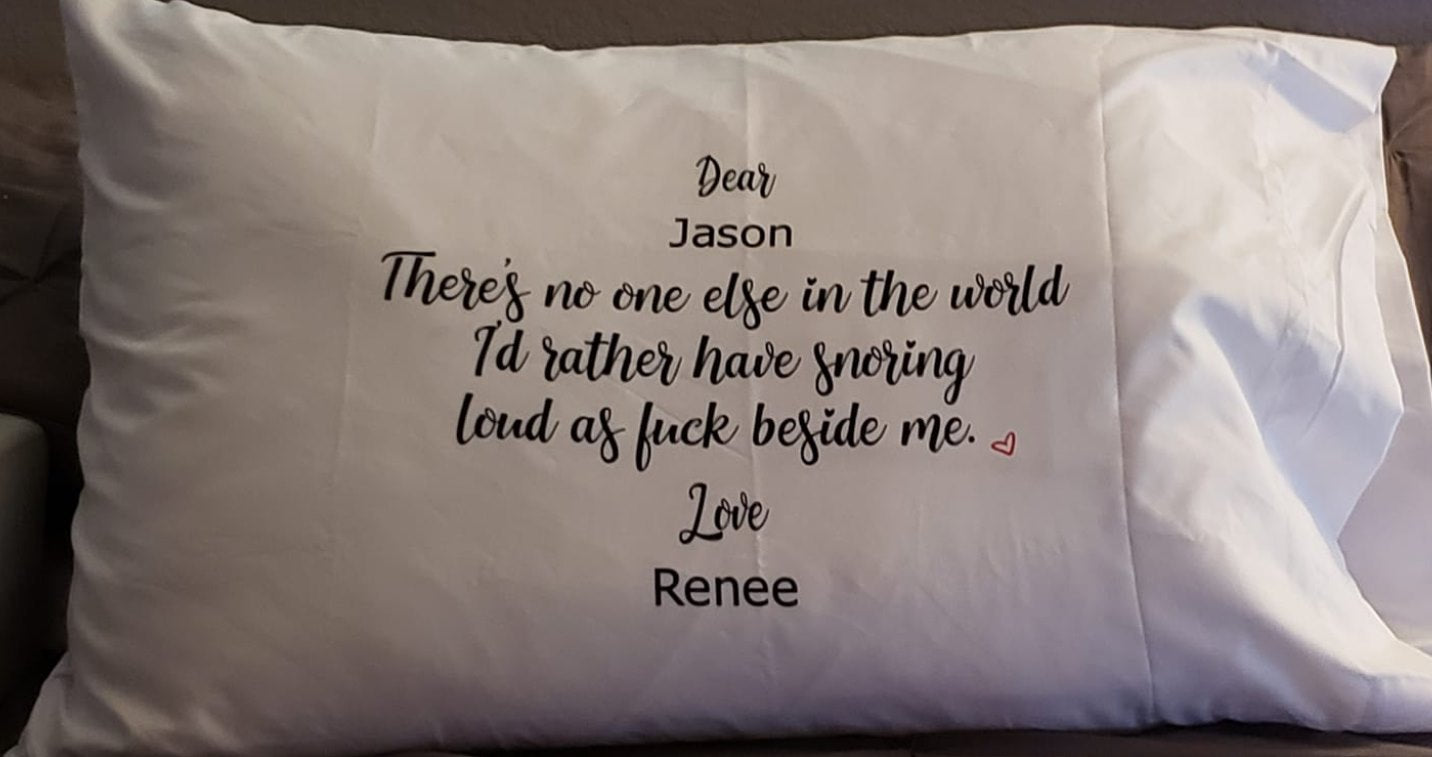 Dear
Jason
There's no one else in the world
I'd rather have snoring
loud as fuck beside me.
Love
Renee